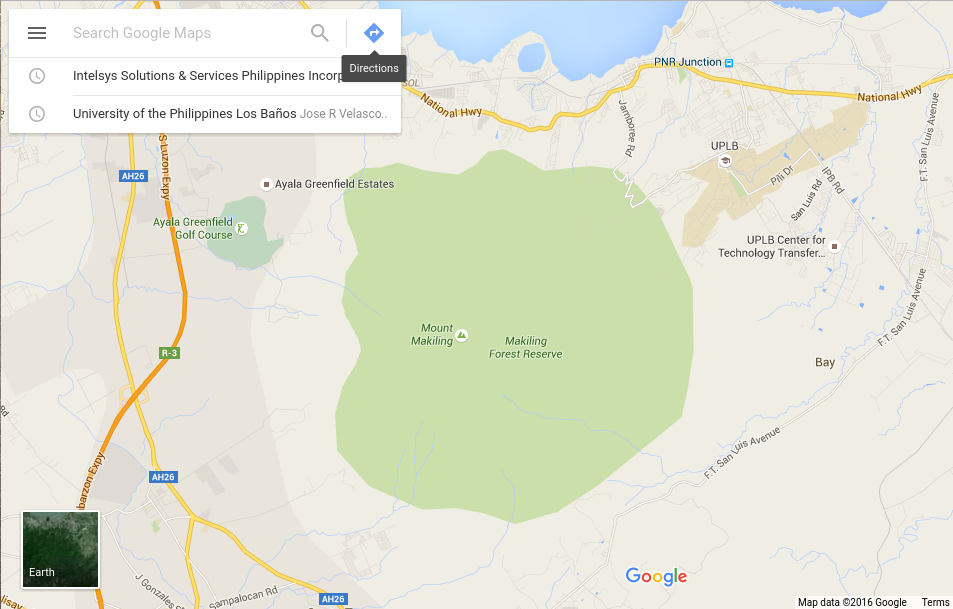 Search Google Maps
Directions
Intelsys Solutions & Services Philippines Incorp
University of the Philippines Los Baños Jose R Velasco..
PNR Junction
National Hwy
National Hwy
Jamboree Rd
F.T. San Luis Avenue
UPLB
S Luzon Expy
AH26
Ayala Greenfield Estates
Pili Dr
IPB Rd
San Luis Rd
Ayala Greenfield
Golf Course
UPLB Center for
Technology Transfer...
F.T. San Luis Avenue
Mount
Makiling
Makiling
Forest Reserve
R-3
Bay
Rd
F.T. San Luis Avenue
AH26
barzon Expy
Earth
Google
J Gonzales
Sampalocan Rd
AH26
Map data ©2016 Google
Terms